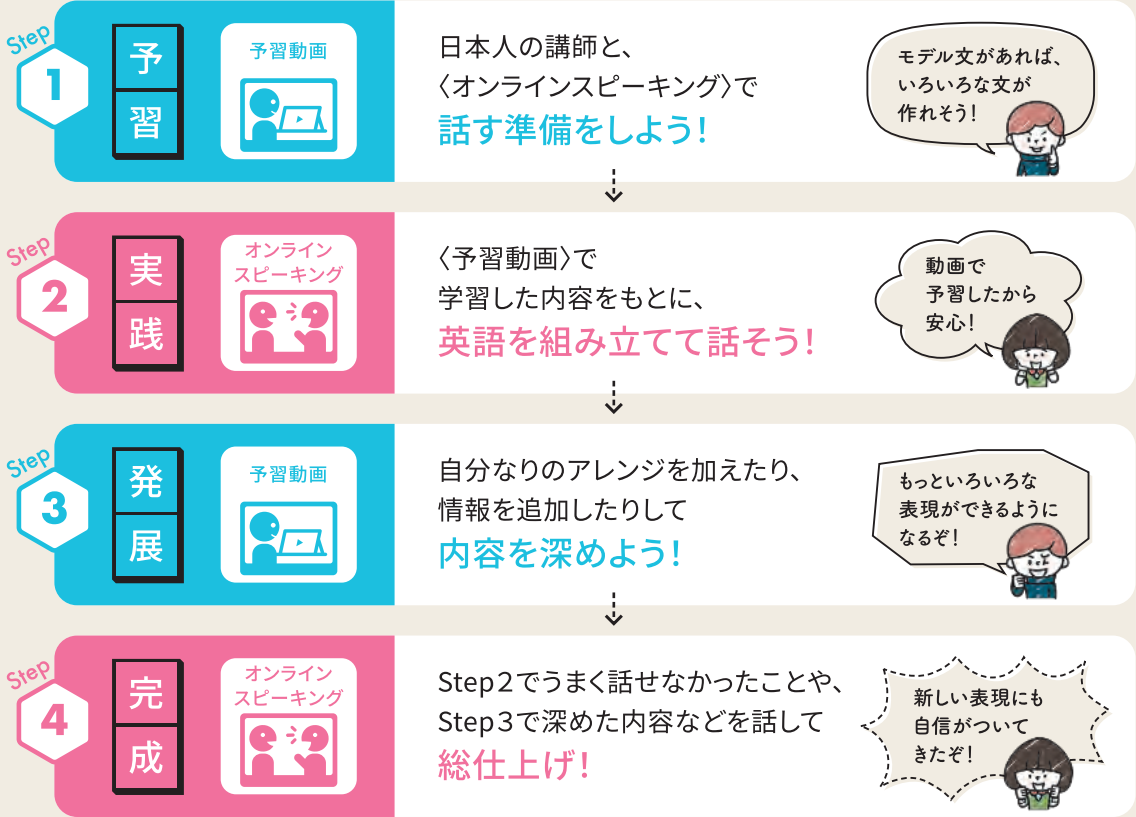 Step
1
予
習
予習動画
日本人の講師と、
〈オンラインスピーキング〉で
話す準備をしよう！
モデル文があれば、
いろいろな文が
作れそう！
Step
2
実
践
オンライン
スピーキング
〈予習動画〉で
学習した内容をもとに、
英語を組み立てて話そう！
動画で
予習したから
安心！
Step
3
発
展
予習動画
自分なりのアレンジを加えたり、
情報を追加したりして
内容を深めよう！
もっといろいろな
表現ができるように
なるぞ！
Step
4
完
成
オンライン
スピーキング
Step２でうまく話せなかったことや、
Step３で深めた内容などを話して
総仕上げ！
新しい表現にも
自信がついて
きたぞ！